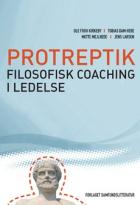 OLE FOGH KIRKEBY | TOBIAS DAM HEDE
METTE MEJLHEDE | JENS LARSEN
PROTREPTIK
FILOSOFISK COACHING
I LEDELSE
FORLAGET SAMFUNDSLITTERATUR